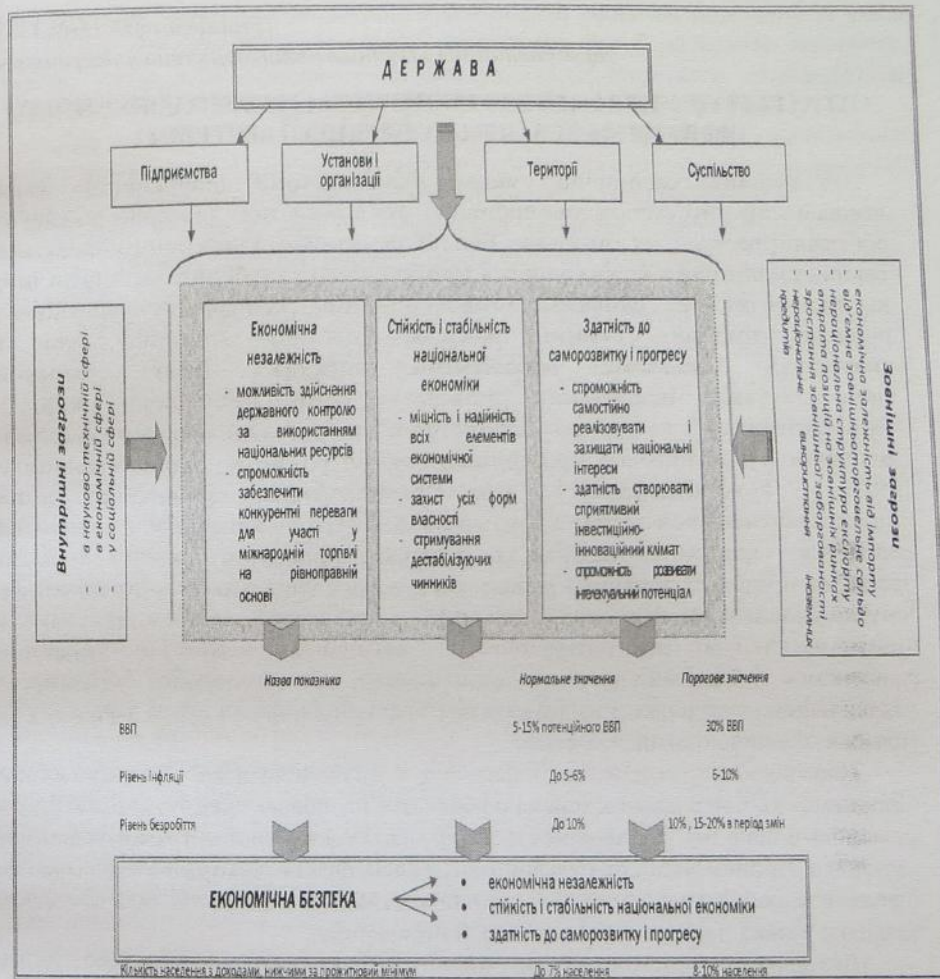 ДЕРЖАВА
Підприємства
Установи і
організації
Території
Суспільство
Внутрішні загрози
- в науково-технічній сфері
- в економічній сфері
- у соціальній сфері
Економічна
незалежність
- можливість здійснення
державного контролю
за використанням
національних ресурсів
- спроможність
забезпечити
конкурентні переваги
для участі у
міжнародній торгівлі
на рівноправній
основі
Стійкість і стабільність
національної
економіки
- міцність і надійність
всіх елементів
економічної
системи
- захист усіх форм
власності
- стримування
дестабілізуючих
чинників
Здатність до
саморозвитку і прогресу
- спроможність
самостійно
реалізовувати і
захищати національні
інтереси
- здатність створювати
сприятливий
інвестиційно-
інноваційний клімат
- спроможність розвивати
інтелектуальний потенціал
Зовнішні загрози
- економічна залежність від імпорту
- від'ємне зовнішньоторговельне сальдо
- нераціональна структура експорту
- втрата позицій на зовнішніх ринках
- зростання зовнішньої заборгованості
- нераціональне використання іноземних
кредитів
Назва показника Нормальне значення Порогове значення
ВВП 5-15% потенційного ВВП 30% ВВП
Рівень інфляції До 5-6% 6-10%
Рівень безробіття До 10% 10% , 15-20% в період змін
ЕКОНОМІЧНА БЕЗПЕКА
• економічна незалежність
• стійкість і стабільність національної економіки
• здатність до саморозвитку і прогресу
Кількість населення з доходами, нижчими за прожитковий мінімум До 7% населення 8-10% населення